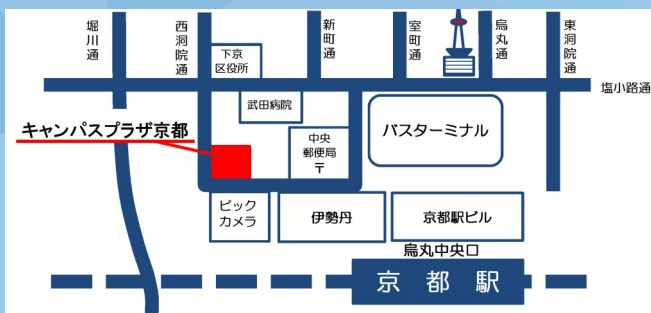 堀川通
西洞院通
新町通
室町通
烏丸通
東洞院通
下京
区役所
塩小路通
武田病院
キャンパスプラザ京都
中央
郵便局
〒
バスターミナル
ビック
カメラ
伊勢丹
京都駅ビル
烏丸中央口
京都駅